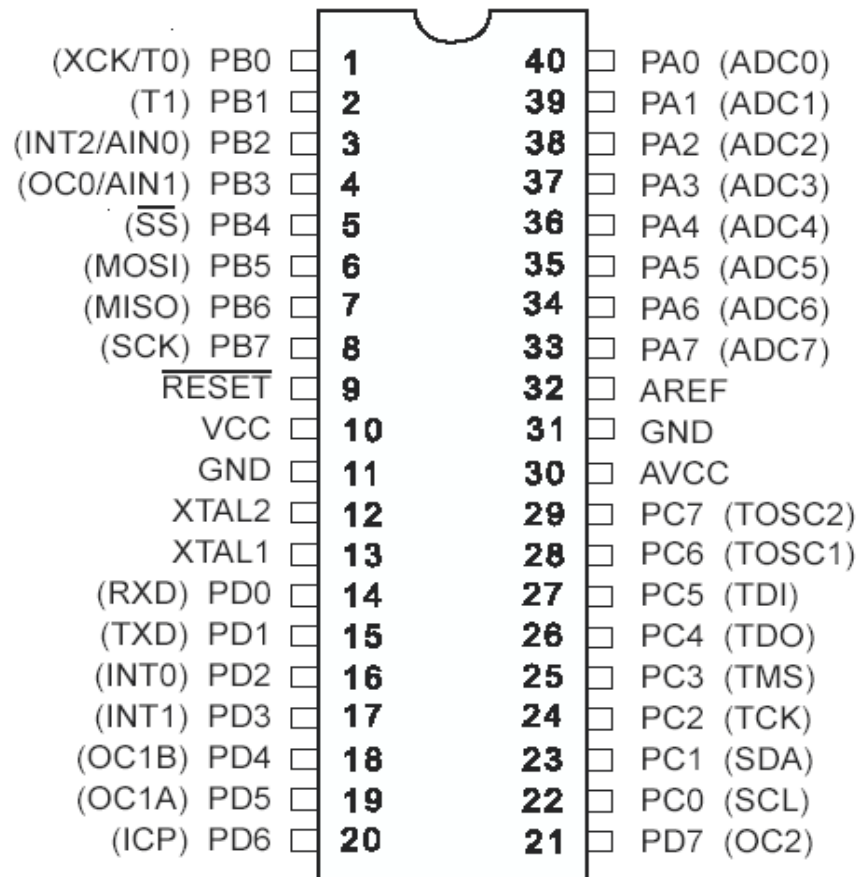 (XCK/T0) PB0 1 40 PA0 (ADC0)
(T1) PB1 2 39 PA1 (ADC1)
(INT2/AIN0) PB2 3 38 PA2 (ADC2)
(OC0/AIN1) PB3 4 37 PA3 (ADC3)
(S̅S̅) PB4 5 36 PA4 (ADC4)
(MOSI) PB5 6 35 PA5 (ADC5)
(MISO) PB6 7 34 PA6 (ADC6)
(SCK) PB7 8 33 PA7 (ADC7)
R̅E̅S̅E̅T̅ 9 32 AREF
VCC 10 31 GND
GND 11 30 AVCC
XTAL2 12 29 PC7 (TOSC2)
XTAL1 13 28 PC6 (TOSC1)
(RXD) PD0 14 27 PC5 (TDI)
(TXD) PD1 15 26 PC4 (TDO)
(INT0) PD2 16 25 PC3 (TMS)
(INT1) PD3 17 24 PC2 (TCK)
(OC1B) PD4 18 23 PC1 (SDA)
(OC1A) PD5 19 22 PC0 (SCL)
(ICP) PD6 20 21 PD7 (OC2)